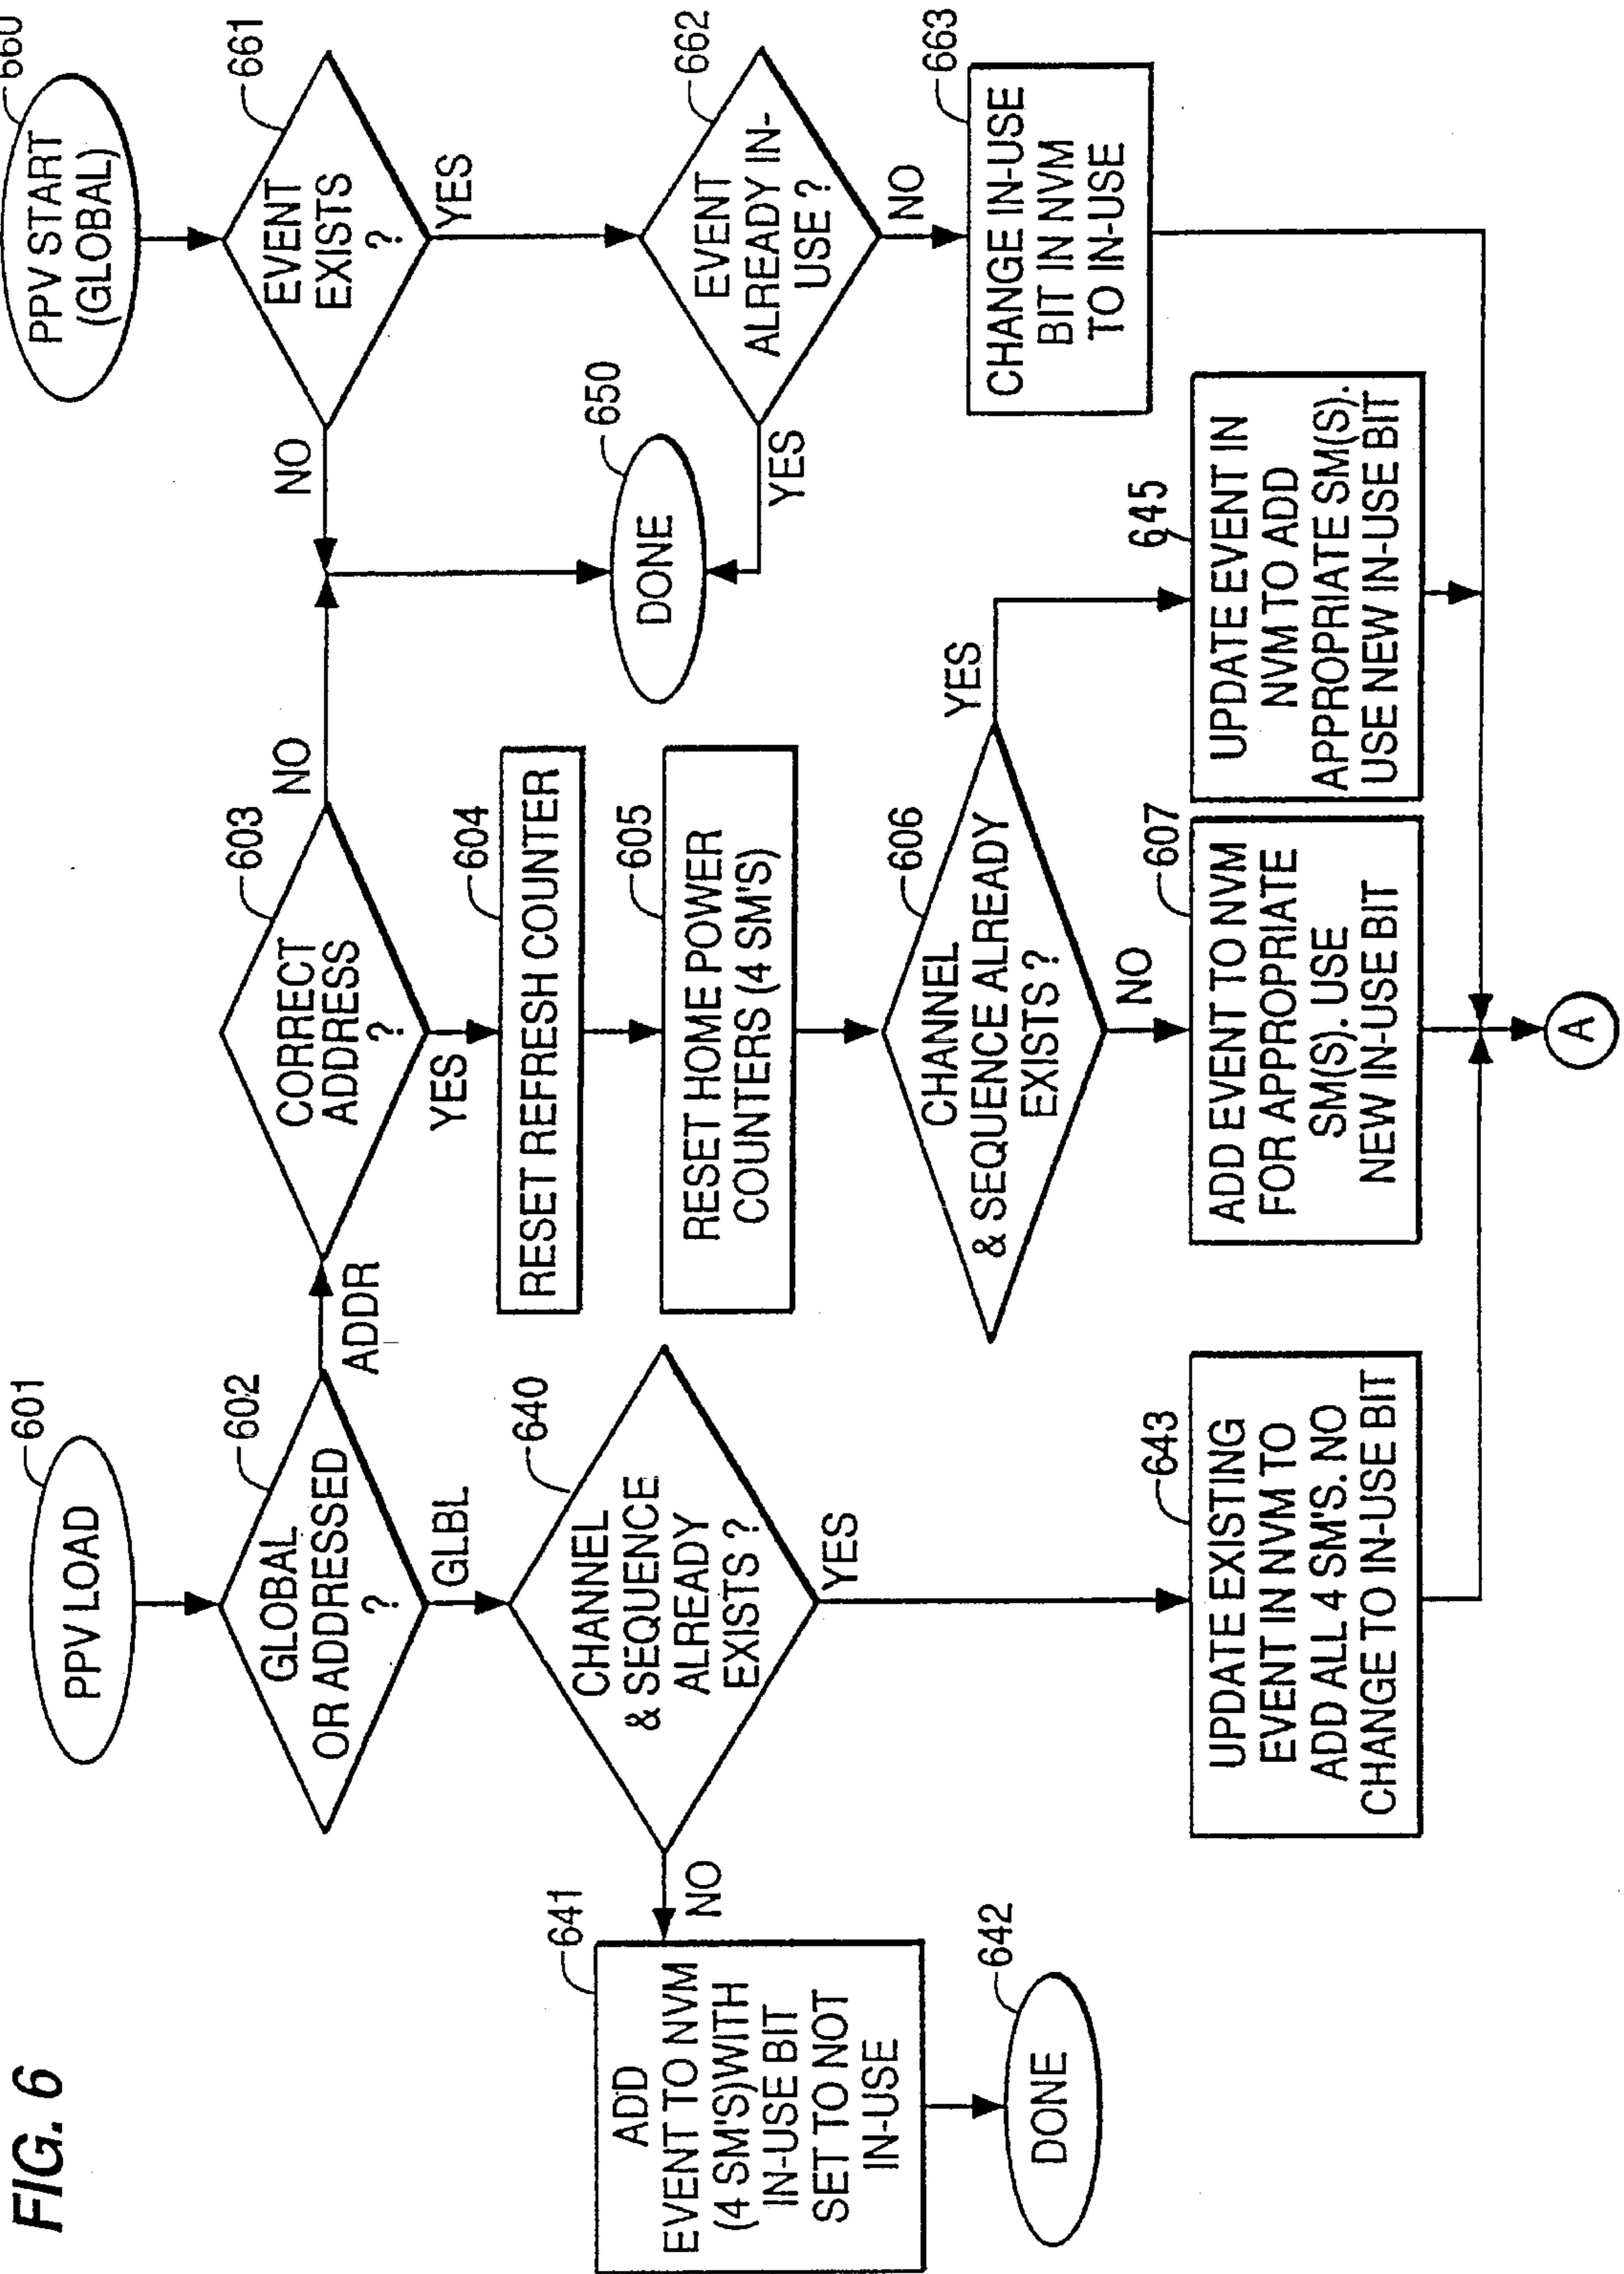 FIG. 6
PPV LOAD
601
GLOBAL
OR ADDRESSED
?
602
ADDR
GLBL
CHANNEL
& SEQUENCE
ALREADY
EXISTS ?
640
NO
YES
ADD
EVENT TO NVM
(4 SM'S)WITH
IN-USE BIT
SET TO NOT
IN-USE
641
DONE
642
UPDATE EXISTING
EVENT IN NVM TO
ADD ALL 4 SM'S. NO
CHANGE TO IN-USE BIT
643
CORRECT
ADDRESS
?
603
NO
YES
RESET REFRESH COUNTER
604
RESET HOME POWER
COUNTERS (4 SM'S)
605
CHANNEL
& SEQUENCE ALREADY
EXISTS ?
606
YES
NO
ADD EVENT TO NVM
FOR APPROPRIATE
SM(S). USE
NEW IN-USE BIT
607
UPDATE EVENT IN
NVM TO ADD
APPROPRIATE SM(S).
USE NEW IN-USE BIT
645
PPV START
(GLOBAL)
660
EVENT
EXISTS
?
661
NO
YES
DONE
650
EVENT
ALREADY IN-
USE ?
662
YES
NO
CHANGE IN-USE
BIT IN NVM
TO IN-USE
663
A